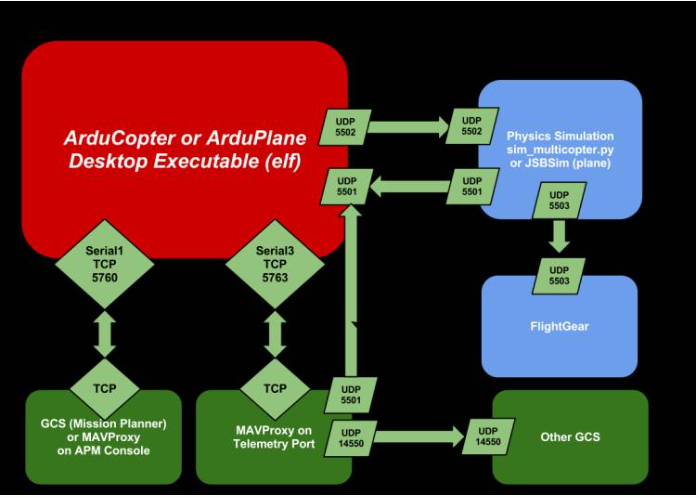 ArduCopter or ArduPlane
Desktop Executable (elf)
UDP
5502
UDP
5502
Physics Simulation
sim_multicopter.py
or JSBSim (plane)
UDP
5501
UDP
5501
UDP
5503
Serial1
TCP
5760
Serial3
TCP
5763
UDP
5503
FlightGear
TCP
GCS (Mission Planner)
or MAVProxy
on APM Console
TCP
MAVProxy on
Telemetry Port
UDP
5501
UDP
14550
UDP
14550
Other GCS